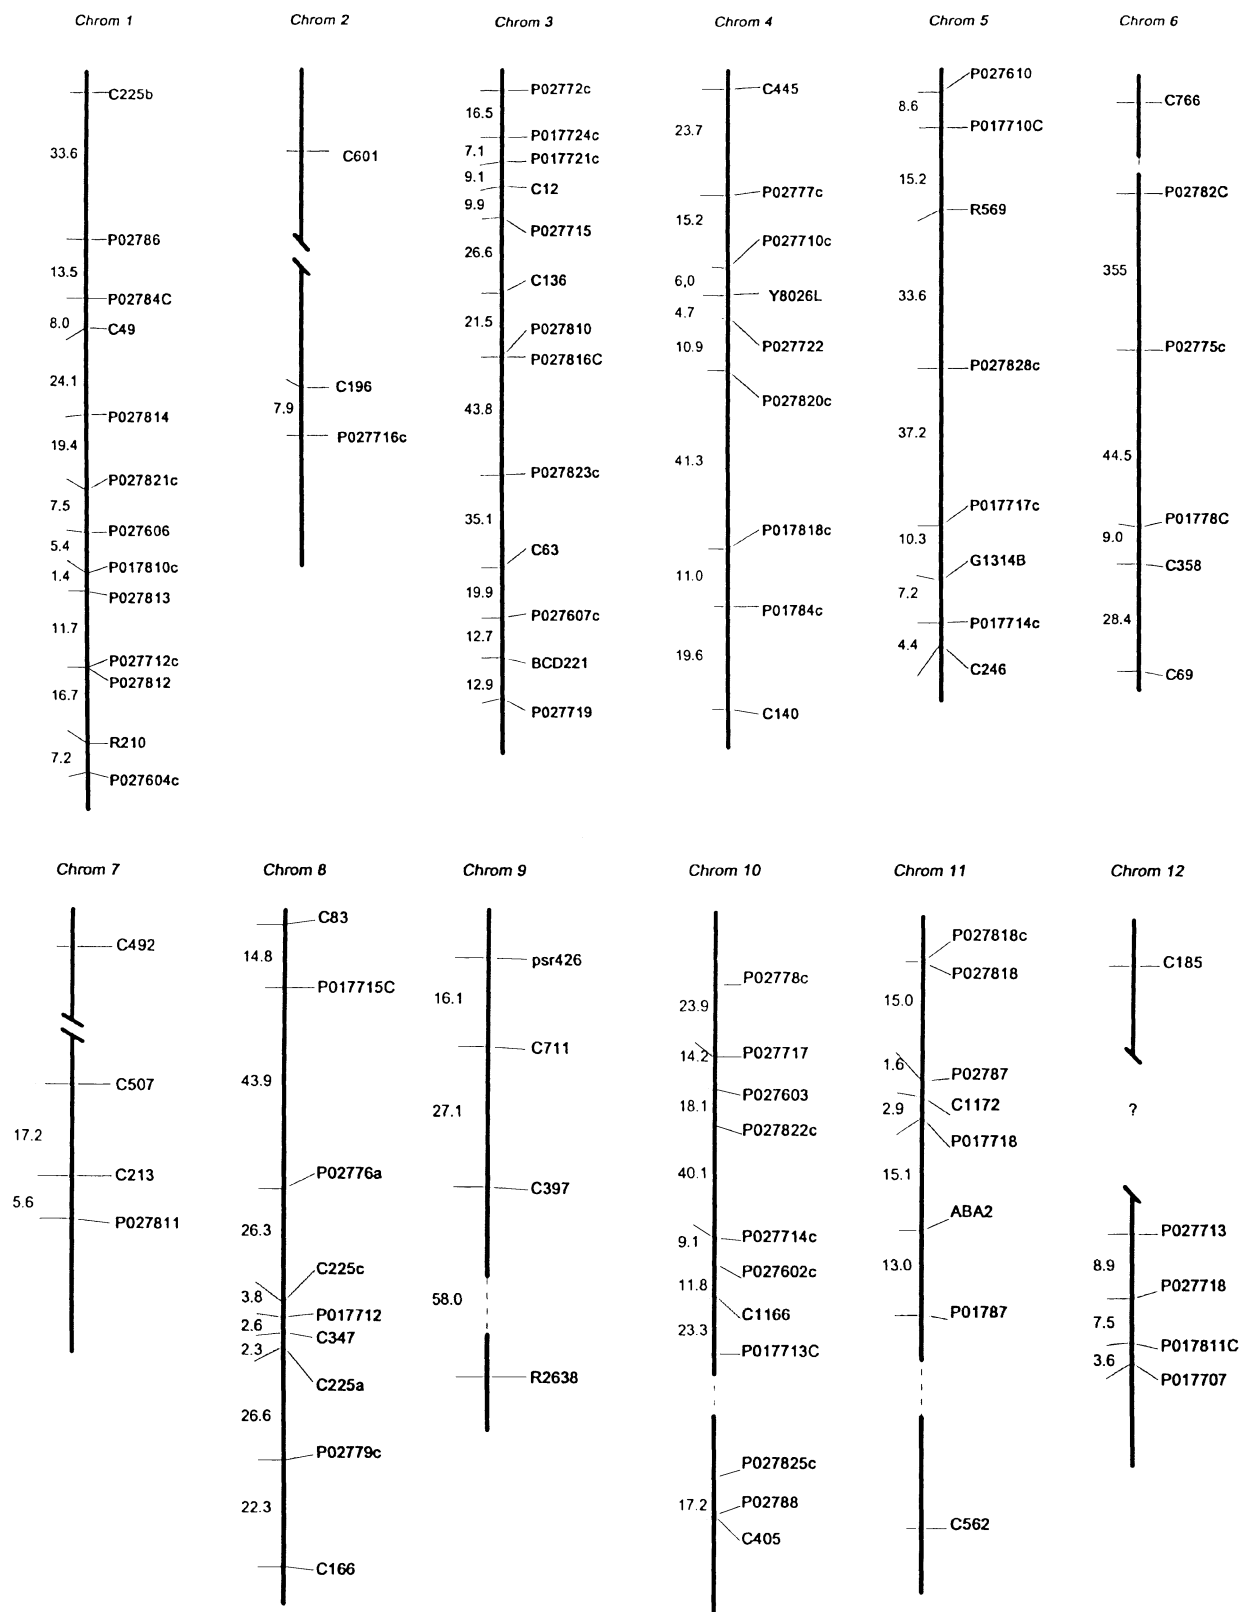 Chrom 1
C225b
33.6
P02786
13.5
P02784C
8.0
C49
24.1
P027814
19.4
P027821c
7.5
P027606
5.4
P017810c
1.4
P027813
11.7
P027712c
P027812
16.7
R210
7.2
P027604c
Chrom 2
C601
C196
7.9
P027716c
Chrom 3
P02772c
16.5
P017724c
7.1
P017721c
9.1
C12
9.9
P027715
26.6
C136
21.5
P027810
P027816C
43.8
P027823c
35.1
C63
19.9
P027607c
12.7
BCD221
12.9
P027719
Chrom 4
C445
23.7
P02777c
15.2
P027710c
6,0
Y8026L
4.7
P027722
10.9
P027820c
41.3
P017818c
11.0
P01784c
19.6
C140
Chrom 5
P027610
8.6
P017710C
15.2
R569
33.6
P027828c
37.2
P017717c
10.3
G1314B
7.2
P017714c
4.4
C246
Chrom 6
C766
P02782C
355
P02775c
44.5
P01778C
9.0
C358
28.4
C69
Chrom 7
C492
C507
17.2
C213
5.6
P027811
Chrom 8
C83
14.8
P017715C
43.9
P02776a
26.3
C225c
3.8
P017712
2.6
C347
2.3
C225a
26.6
P02779c
22.3
C166
Chrom 9
psr426
16.1
C711
27.1
C397
58.0
R2638
Chrom 10
P02778c
23.9
P027717
14.2
P027603
18.1
P027822c
40.1
P027714c
9.1
P027602c
11.8
C1166
23.3
P017713C
P027825c
17.2
P02788
C405
Chrom 11
P027818c
P027818
15.0
1.6
P02787
2.9
C1172
P017718
15.1
ABA2
13.0
P01787
C562
Chrom 12
C185
?
P027713
8.9
P027718
7.5
P017811C
3.6
P017707